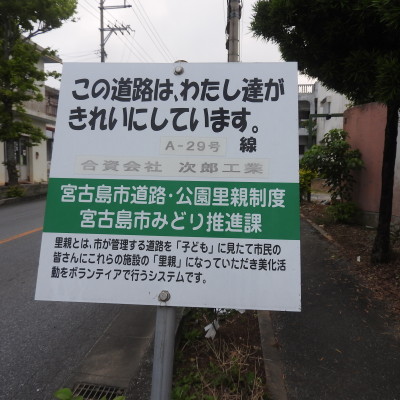 この道路は、わたし達が
きれいにしています。
A-29号 線
合資会社 次郎工業
宮古島市道路・公園里親制度
宮古島市みどり推進課
里親とは、市が管理する道路を「子ども」に見たて市民の
皆さんにこれらの施設の「里親」になっていただき美化活
動をボランティアで行うシステムです。